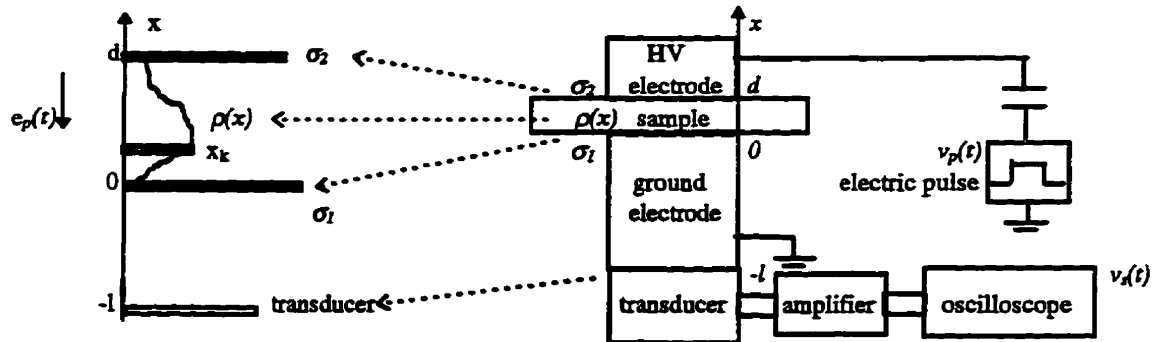 x
d
σ2
ep(t)
ρ(x)
xk
0
σ1
-l
transducer
x
HV
electrode
σ2
d
ρ(x)
sample
σ1
0
ground
electrode
vp(t)
electric pulse
-l
transducer
amplifier
oscilloscope
vs(t)